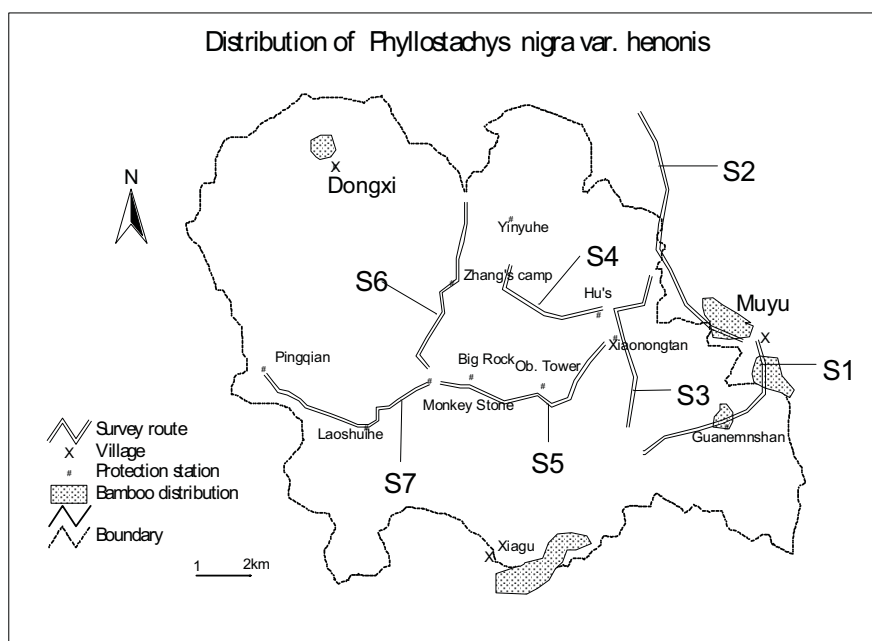 Distribution of Phyllostachys nigra var. henonis
N
Dongxi
S2
Yinyuhe
S4
Zhang's camp
S6
Hu's
Muyu
Xiaonongtan
Pingqian
Big Rock
Ob. Tower
S1
Monkey Stone
S3
Guanemnshan
Laoshuihe
S5
S7
Survey route
x Village
# Protection station
Bamboo distribution
Boundary
Xiagu
1 2km